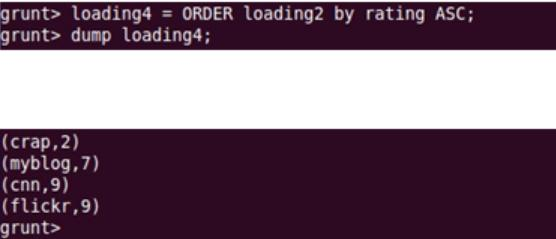 grunt> loading4 = ORDER loading2 by rating ASC;
grunt> dump loading4;
(crap,2)
(myblog,7)
(cnn,9)
(flickr,9)
grunt>